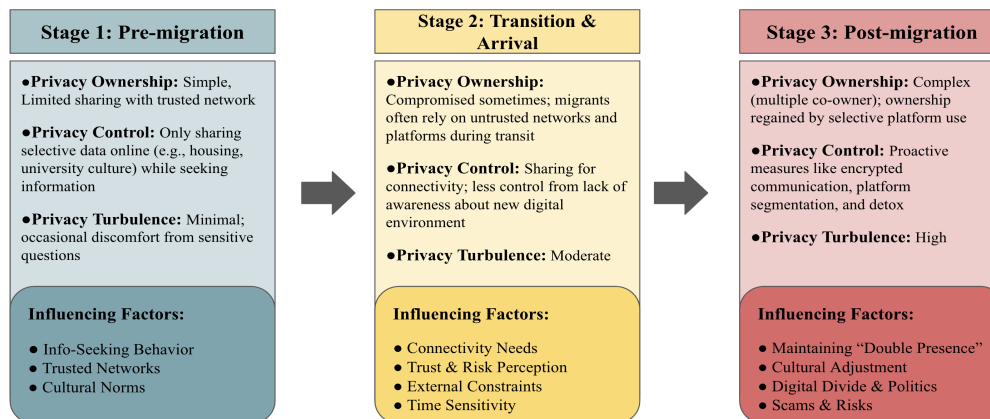 Stage 1: Pre-migration
●Privacy Ownership: Simple,
Limited sharing with trusted network
●Privacy Control: Only sharing
selective data online (e.g., housing,
university culture) while seeking
information
●Privacy Turbulence: Minimal;
occasional discomfort from sensitive
questions
Influencing Factors:
● Info-Seeking Behavior
● Trusted Networks
● Cultural Norms
Stage 2: Transition &
Arrival
●Privacy Ownership:
Compromised sometimes; migrants
often rely on untrusted networks and
platforms during transit
●Privacy Control: Sharing for
connectivity; less control from lack of
awareness about new digital
environment
●Privacy Turbulence: Moderate
Influencing Factors:
● Connectivity Needs
● Trust & Risk Perception
● External Constraints
● Time Sensitivity
Stage 3: Post-migration
●Privacy Ownership: Complex
(multiple co-owner); ownership
regained by selective platform use
●Privacy Control: Proactive
measures like encrypted
communication, platform
segmentation, and detox
●Privacy Turbulence: High
Influencing Factors:
● Maintaining “Double Presence”
● Cultural Adjustment
● Digital Divide & Politics
● Scams & Risks